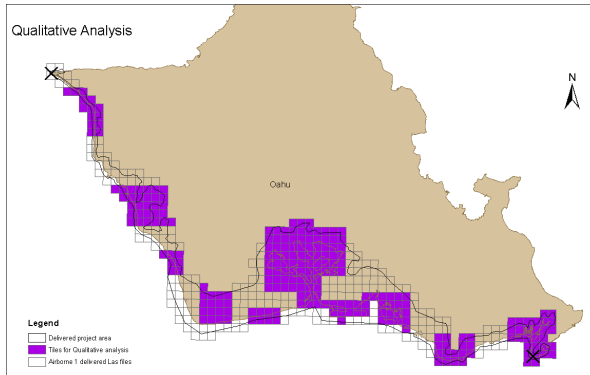 Qualitative Analysis
N
Oahu
Legend
Delivered project area
Tiles for Qualitative analysis
Airborne 1 delivered Las files